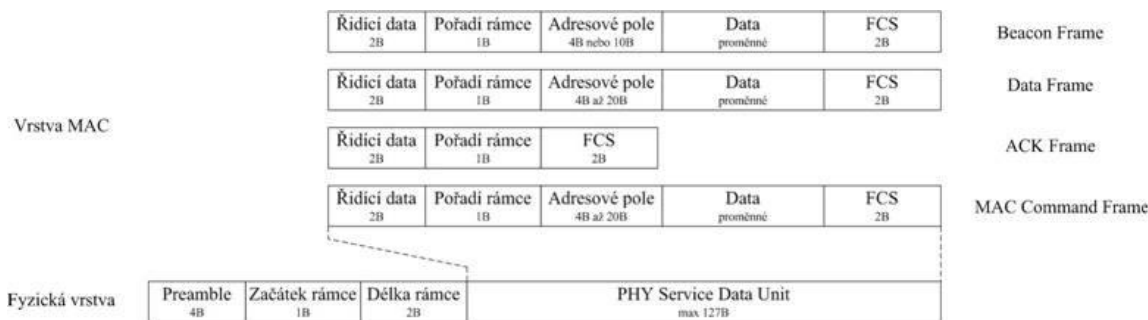 Řidící data Pořadí rámce Adresové pole Data FCS
2B 1B 4B nebo 10B proměnné 2B
Beacon Frame
Řidící data Pořadí rámce Adresové pole Data FCS
2B 1B 4B až 20B proměnné 2B
Data Frame
Vrstva MAC
Řidící data Pořadí rámce FCS
2B 1B 2B
ACK Frame
Řidící data Pořadí rámce Adresové pole Data FCS
2B 1B 4B až 20B proměnné 2B
MAC Command Frame
Fyzická vrstva
Preamble Začátek rámce Délka rámce PHY Service Data Unit
4B 1B 2B max 127B